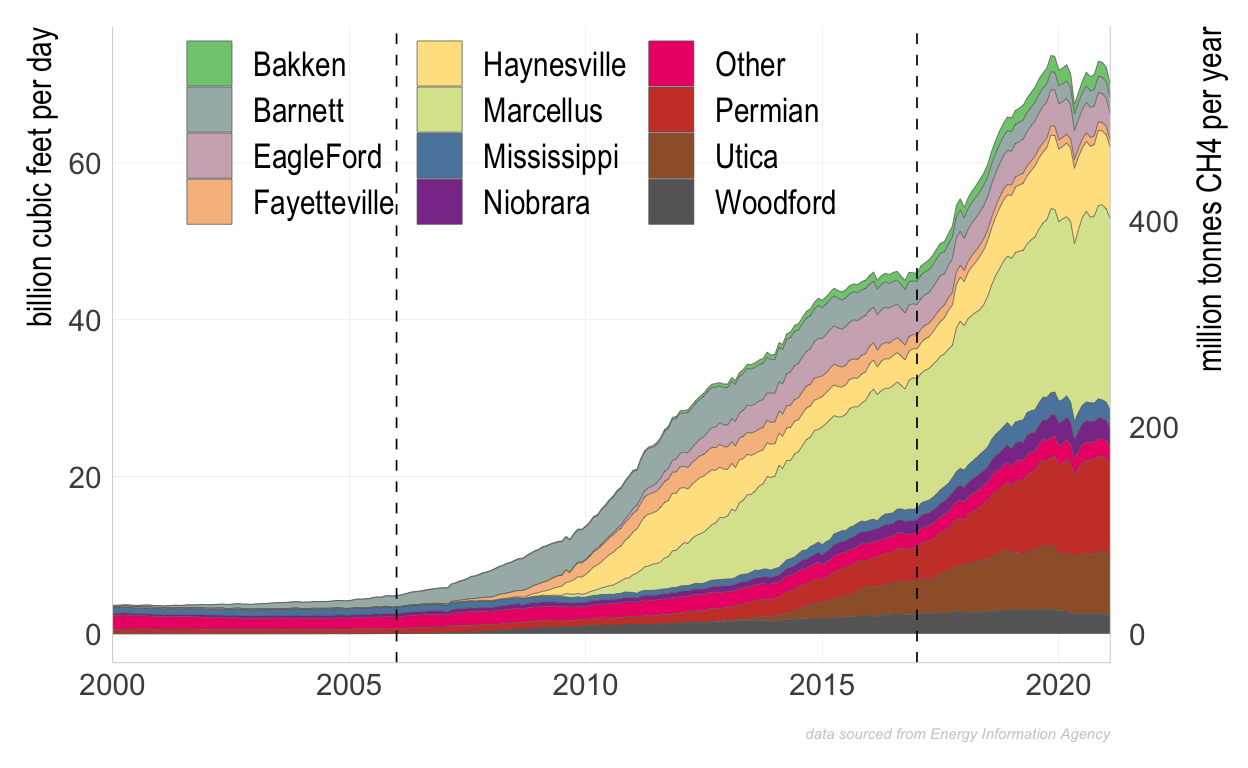 billion cubic feet per day
million tonnes CH4 per year
Bakken
Barnett
EagleFord
Fayetteville
Haynesville
Marcellus
Mississippi
Niobrara
Other
Permian
Utica
Woodford
60
40
20
0
400
200
0
2000 2005 2010 2015 2020
data sourced from Energy Information Agency